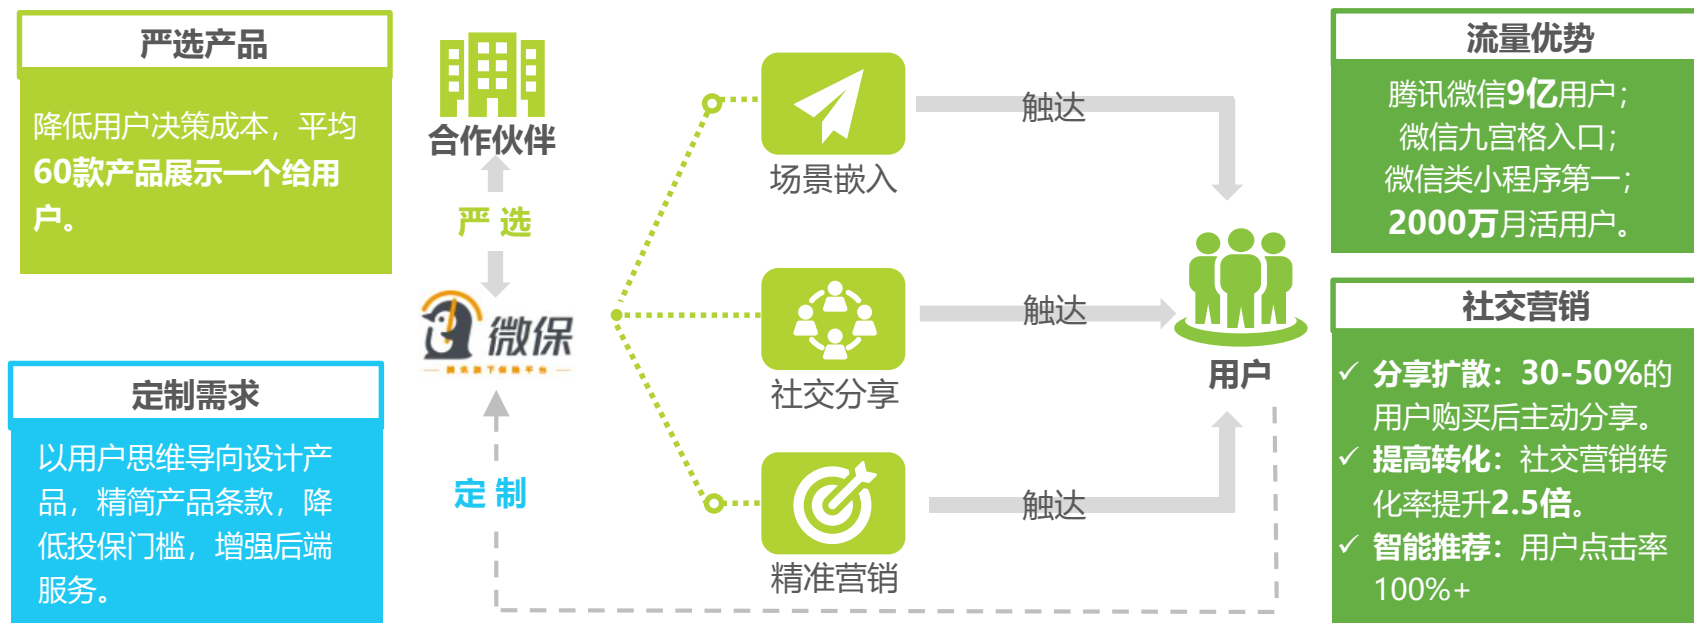 严选产品
降低用户决策成本，平均
60款产品展示一个给用
户。
定制需求
以用户思维导向设计产
品，精简产品条款，降
低投保门槛，增强后端
服务。
合作伙伴
严选
微保
腾讯旗下保险平台
定制
场景嵌入
社交分享
精准营销
触达
触达
触达
用户
流量优势
腾讯微信9亿用户；
微信九宫格入口；
微信类小程序第一；
2000万月活用户。
社交营销
✓ 分享扩散：30-50%的
用户购买后主动分享。
✓ 提高转化：社交营销转
化率提升2.5倍。
✓ 智能推荐：用户点击率
100%+